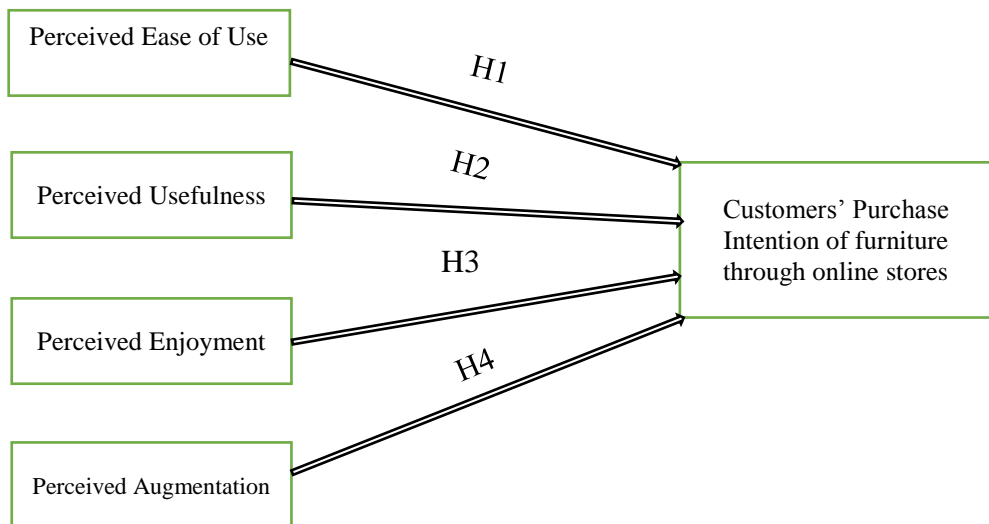 Perceived Ease of Use
H1
Perceived Usefulness
H2
Customers’ Purchase
Intention of furniture
through online stores
H3
Perceived Enjoyment
H4
Perceived Augmentation